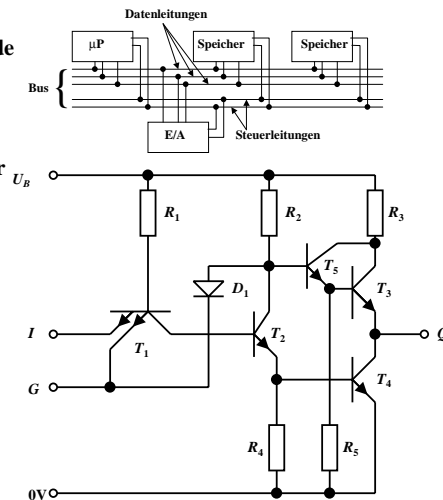 Datenleitungen
le
μP
Speicher
Speicher
Bus
E/A
Steuerleitungen
r
U_B
R_1
R_2
R_3
T_5
D_1
T_3
I
T_1
T_2
Q
G
T_4
R_4
R_5
0V